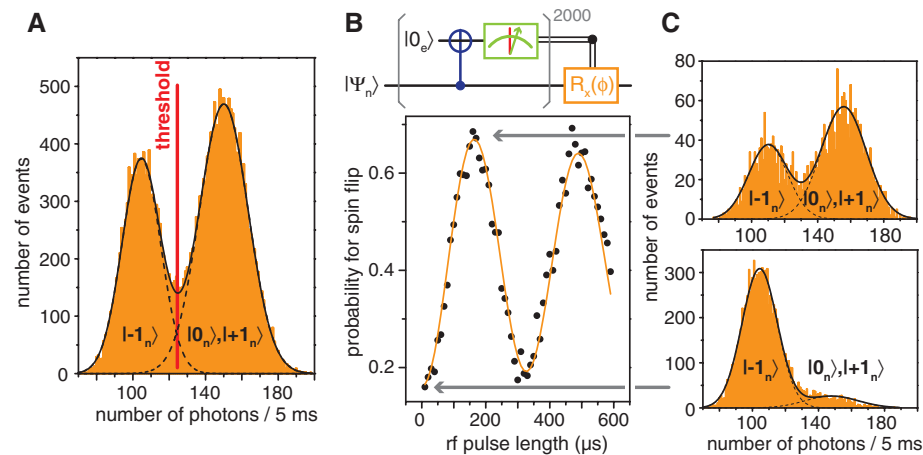 A
number of events
500
400
300
200
100
0
threshold
|-1ₙ⟩
|0ₙ⟩,|+1ₙ⟩
100 140 180
number of photons / 5 ms
B
2000
|0ₑ⟩
|Ψₙ⟩
Rₓ(ϕ)
probability for spin flip
0.6
0.4
0.2
0 200 400 600
rf pulse length (µs)
C
number of events
80
60
40
20
0
|-1ₙ⟩ |0ₙ⟩,|+1ₙ⟩
100 140 180
300
200
100
0
|-1ₙ⟩ |0ₙ⟩,|+1ₙ⟩
100 140 180
number of photons / 5 ms